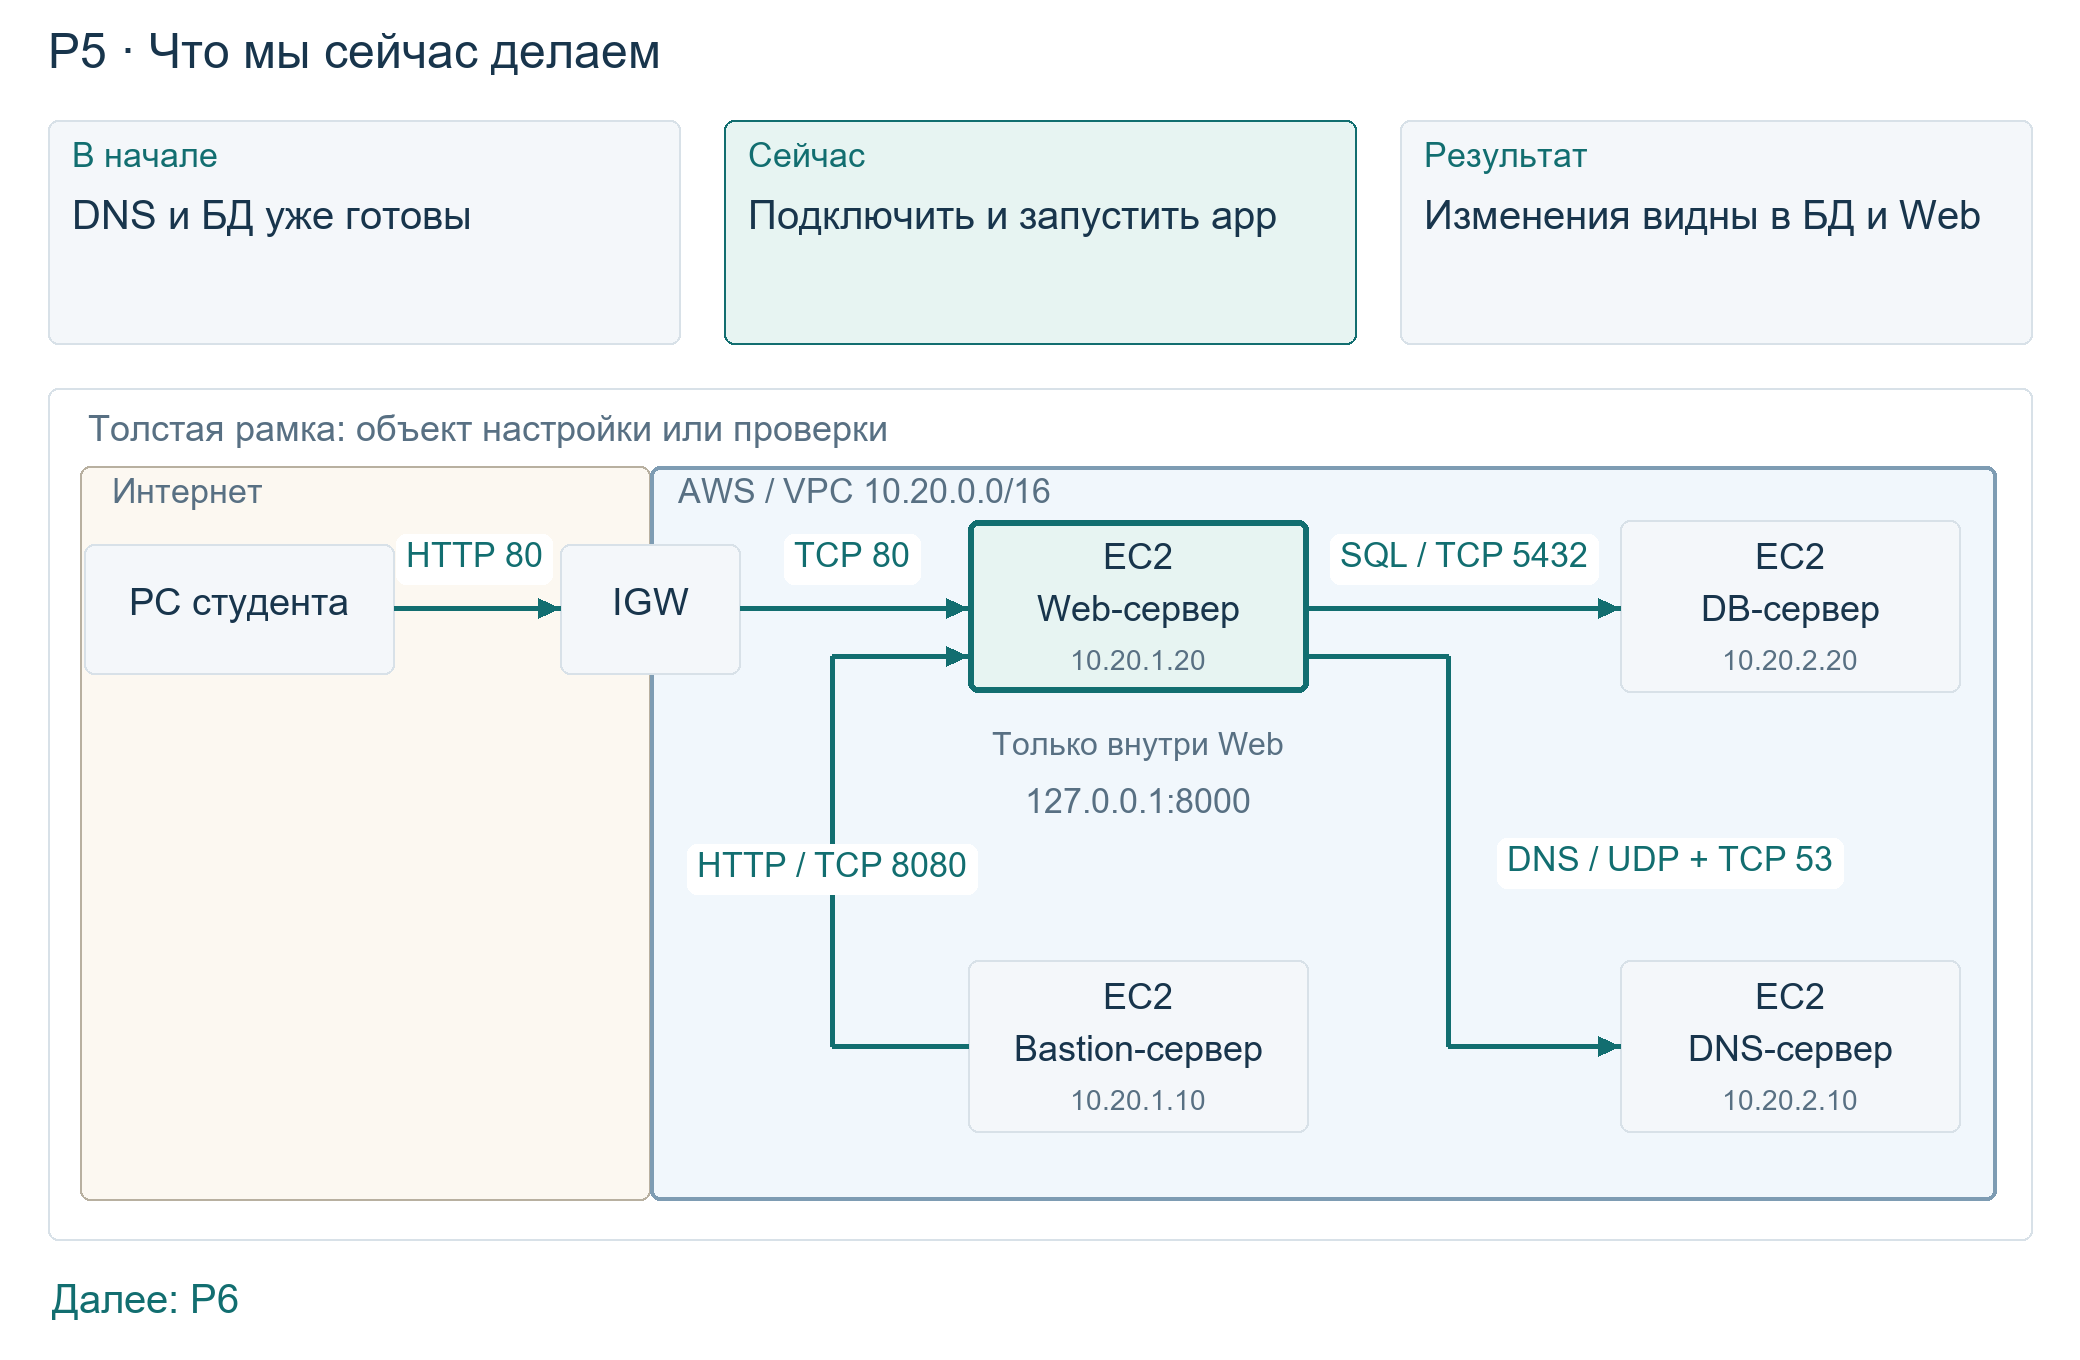 P5 · Что мы сейчас делаем
В начале
DNS и БД уже готовы
Сейчас
Подключить и запустить app
Результат
Изменения видны в БД и Web
Толстая рамка: объект настройки или проверки
Интернет
AWS / VPC 10.20.0.0/16
PC студента
HTTP 80
IGW
TCP 80
EC2
Web-сервер
10.20.1.20
SQL / TCP 5432
EC2
DB-сервер
10.20.2.20
Только внутри Web
127.0.0.1:8000
HTTP / TCP 8080
DNS / UDP + TCP 53
EC2
Bastion-сервер
10.20.1.10
EC2
DNS-сервер
10.20.2.10
Далее: P6